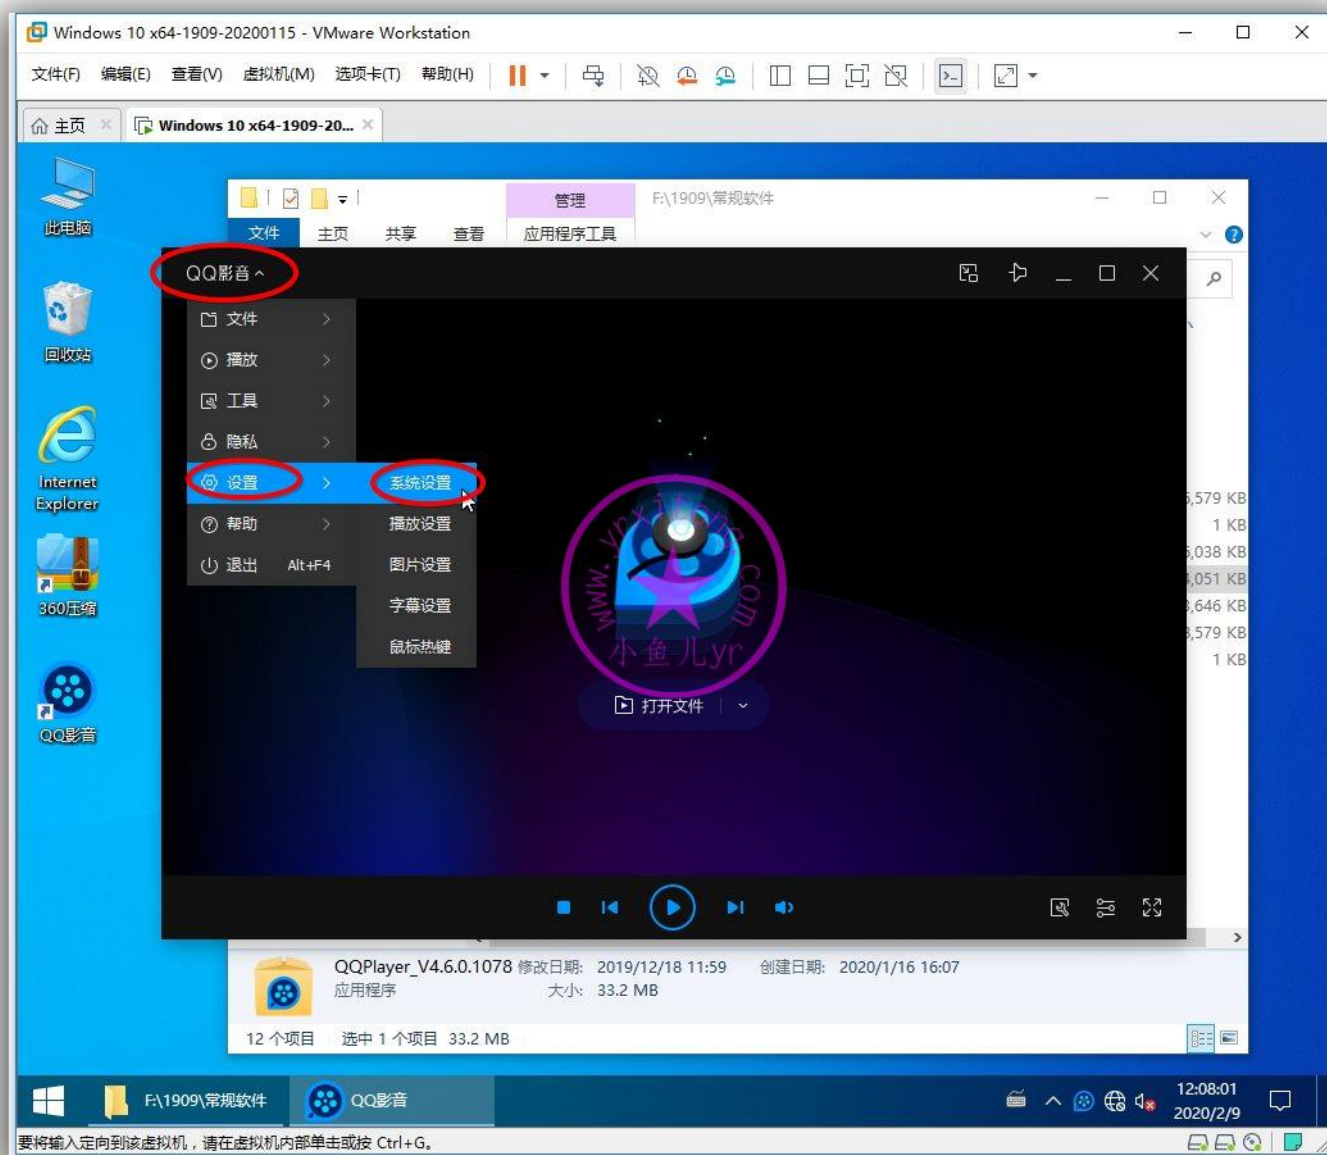 Windows 10 x64-1909-20200115 - VMware Workstation
文件(F) 编辑(E) 查看(V) 虚拟机(M) 选项卡(T) 帮助(H)
主页 Windows 10 x64-1909-20...
此电脑
回收站
Internet
Explorer
360压缩
QQ影音
管理 F:\1909\常规软件
文件 主页 共享 查看 应用程序工具
QQ影音
文件
播放
工具
隐私
设置
帮助
退出 Alt+F4
系统设置
播放设置
图片设置
字幕设置
鼠标热键
www.yrxitong.com
小鱼儿yr
打开文件
,579 KB
1 KB
,038 KB
,051 KB
,646 KB
,579 KB
1 KB
QQPlayer_V4.6.0.1078 修改日期: 2019/12/18 11:59 创建日期: 2020/1/16 16:07
应用程序 大小: 33.2 MB
12 个项目 选中 1 个项目 33.2 MB
F:\1909\常规软件 QQ影音 12:08:01
2020/2/9
要将输入定向到该虚拟机，请在虚拟机内部单击或按 Ctrl+G。